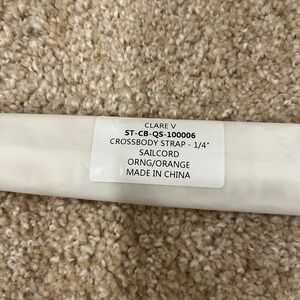 CLARE V
ST-CB-QS-100006
CROSSBODY STRAP - 1/4"
SAILCORD
ORNG/ORANGE
MADE IN CHINA